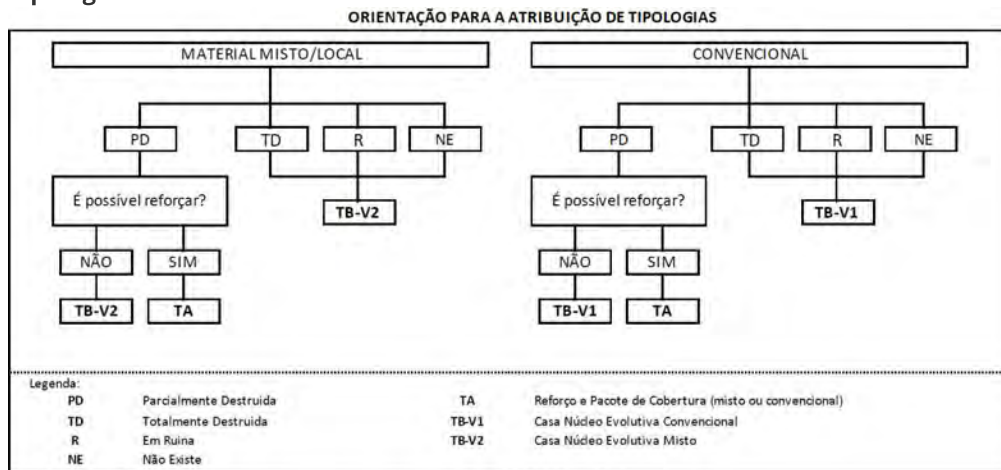 ORIENTAÇÃO PARA A ATRIBUIÇÃO DE TIPOLOGIAS
MATERIAL MISTO/LOCAL
PD TD R NE
É possível reforçar?
TB-V2
NÃO SIM
TB-V2 TA
CONVENCIONAL
PD TD R NE
É possível reforçar?
TB-V1
NÃO SIM
TB-V1 TA
Legenda:
PD Parcialmente Destruida
TD Totalmente Destruida
R Em Ruina
NE Não Existe
TA Reforço e Pacote de Cobertura (misto ou convencional)
TB-V1 Casa Núcleo Evolutiva Convencional
TB-V2 Casa Núcleo Evolutiva Misto